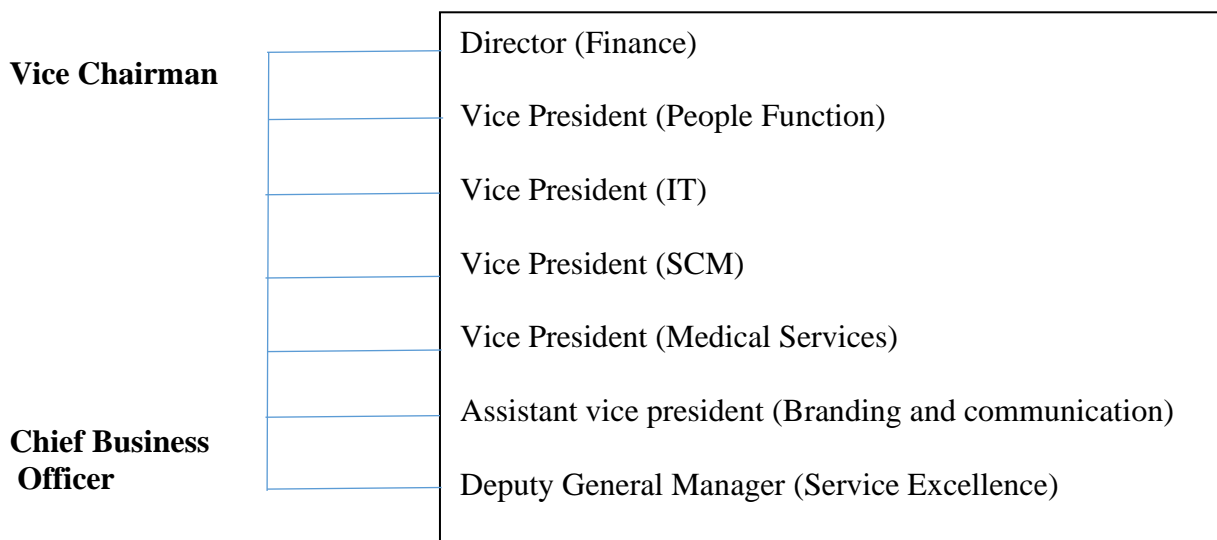 Vice Chairman
Director (Finance)
Vice President (People Function)
Vice President (IT)
Vice President (SCM)
Vice President (Medical Services)
Assistant vice president (Branding and communication)
Chief Business
Officer
Deputy General Manager (Service Excellence)